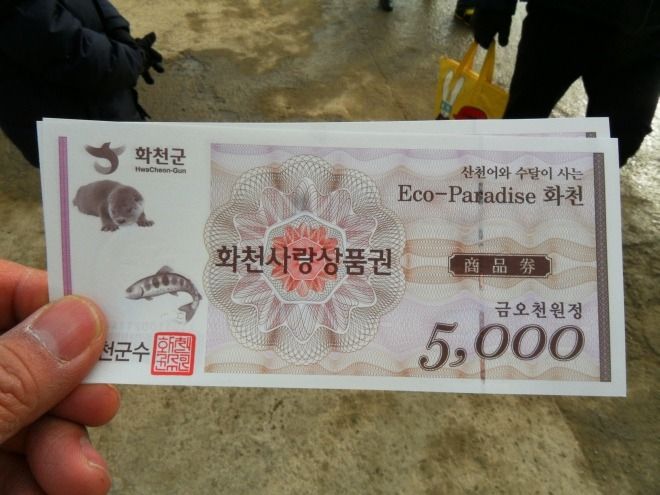 화천군
HwaCheon-Gun
산천어와 수달이 사는
Eco-Paradise 화천
화천사랑상품권
商品券
금오천원정
5,000
천군수